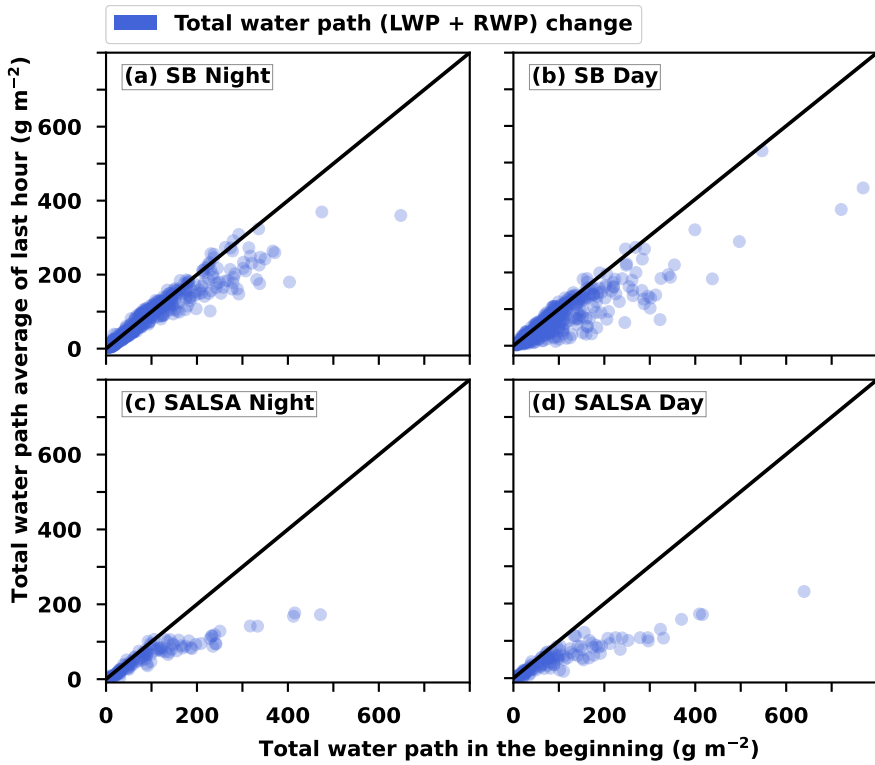 Total water path (LWP + RWP) change
(a) SB Night
(b) SB Day
600
400
200
0
(c) SALSA Night
(d) SALSA Day
600
400
200
0
0 200 400 600
0 200 400 600
Total water path average of last hour (g m⁻²)
Total water path in the beginning (g m⁻²)